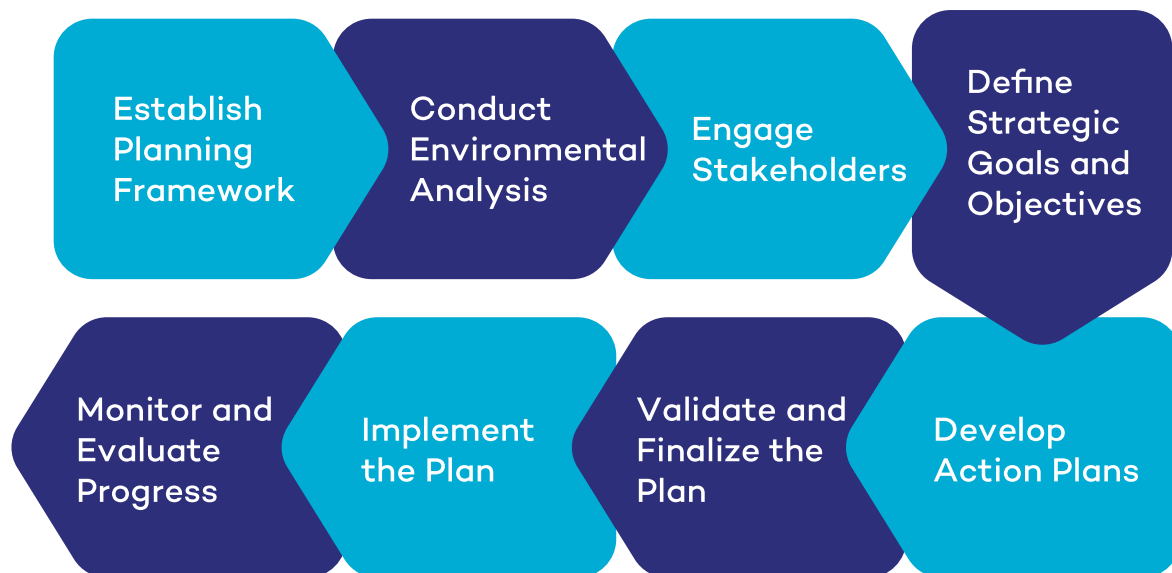 Establish
Planning
Framework
Conduct
Environmental
Analysis
Engage
Stakeholders
Define
Strategic
Goals and
Objectives
Develop
Action Plans
Validate and
Finalize the
Plan
Implement
the Plan
Monitor and
Evaluate
Progress